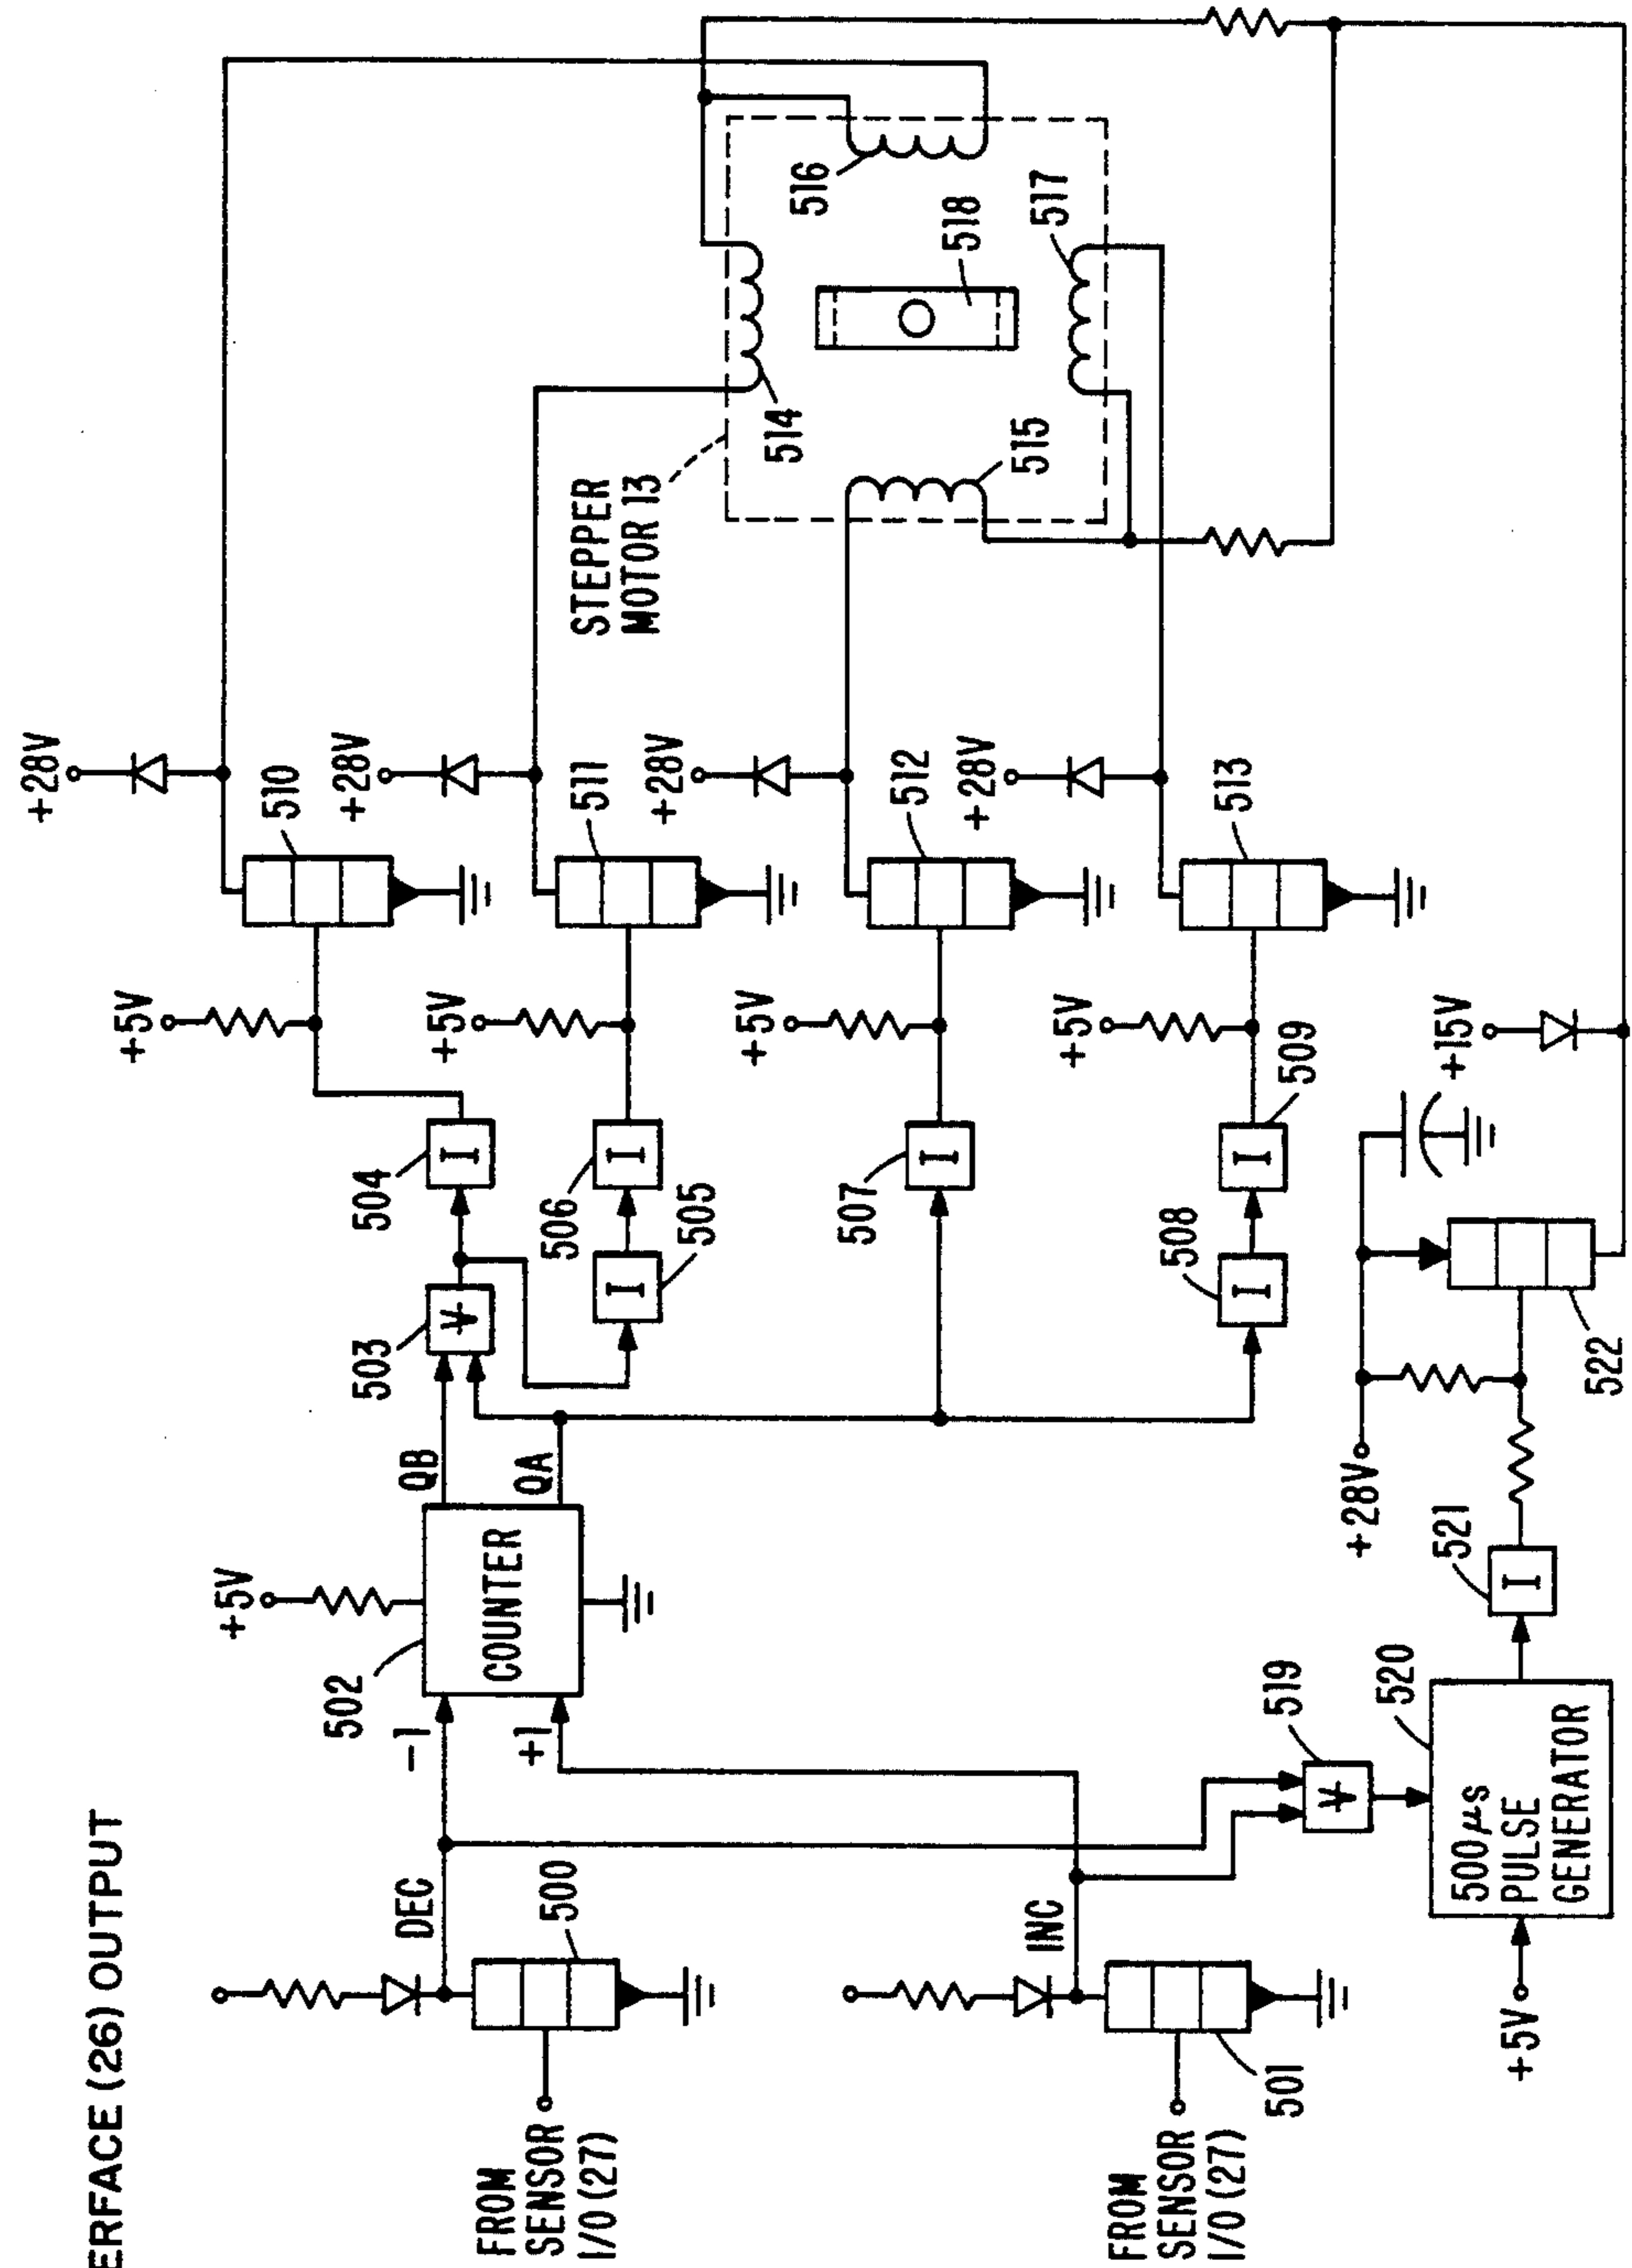 ERFACE (26) OUTPUT
+28V
510
+28V
511
+28V
512
+28V
513
STEPPER
MOTOR 13
514
515
516
517
518
+5V
+5V
+5V
+5V
+15V
504
I
503
V
506
I
505
I
507
I
508
I
509
I
QB
QA
+5V
COUNTER
502
-1
+1
DEC
500
FROM
SENSOR
I/O (27)
INC
501
FROM
SENSOR
I/O (27)
519
V
520
500μs
PULSE
GENERATOR
+5V
521
I
+28V
522